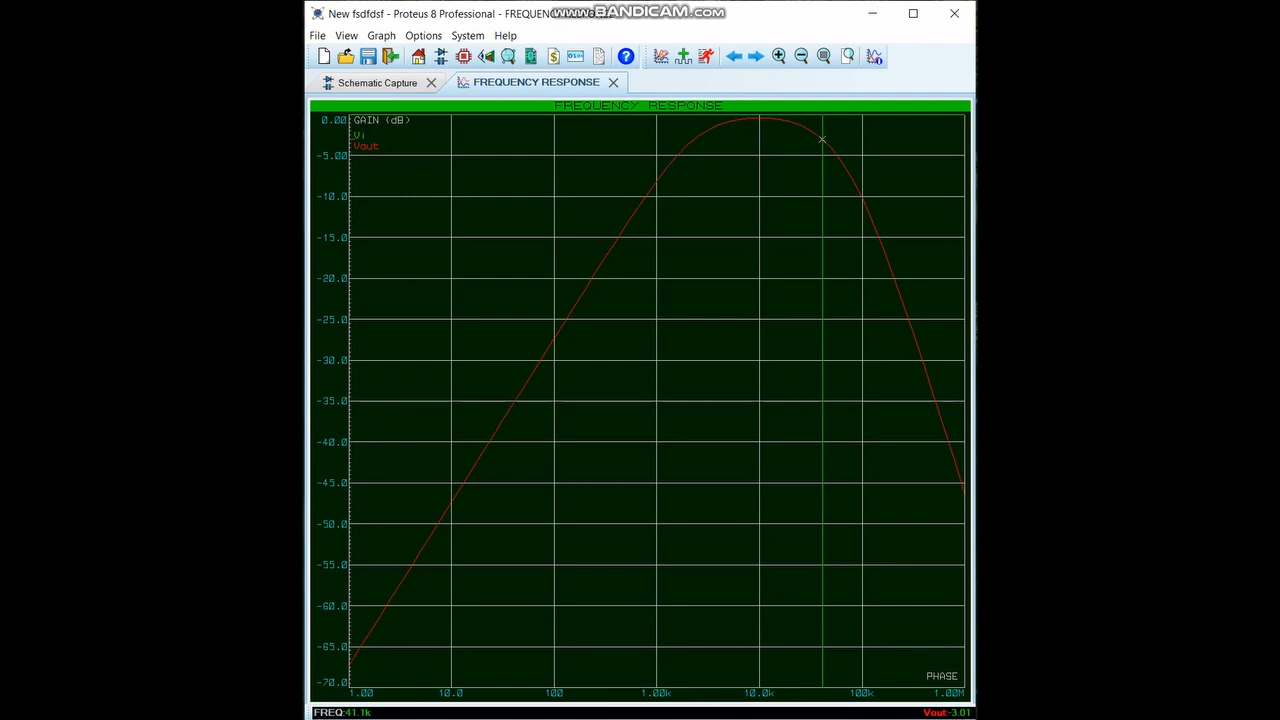 New fsdfdsf - Proteus 8 Professional - FREQUENC
www.BANDICAM.com
File View Graph Options System Help
Schematic Capture
FREQUENCY RESPONSE
FREQUENCY RESPONSE
GAIN (dB)
Vi
Vout
0.00
-5.00
-10.0
-15.0
-20.0
-25.0
-30.0
-35.0
-40.0
-45.0
-50.0
-55.0
-60.0
-65.0
-70.0
PHASE
1.00 10.0 100 1.00k 10.0k 100k 1.00M
FREQ:41.1k Vout-3.01